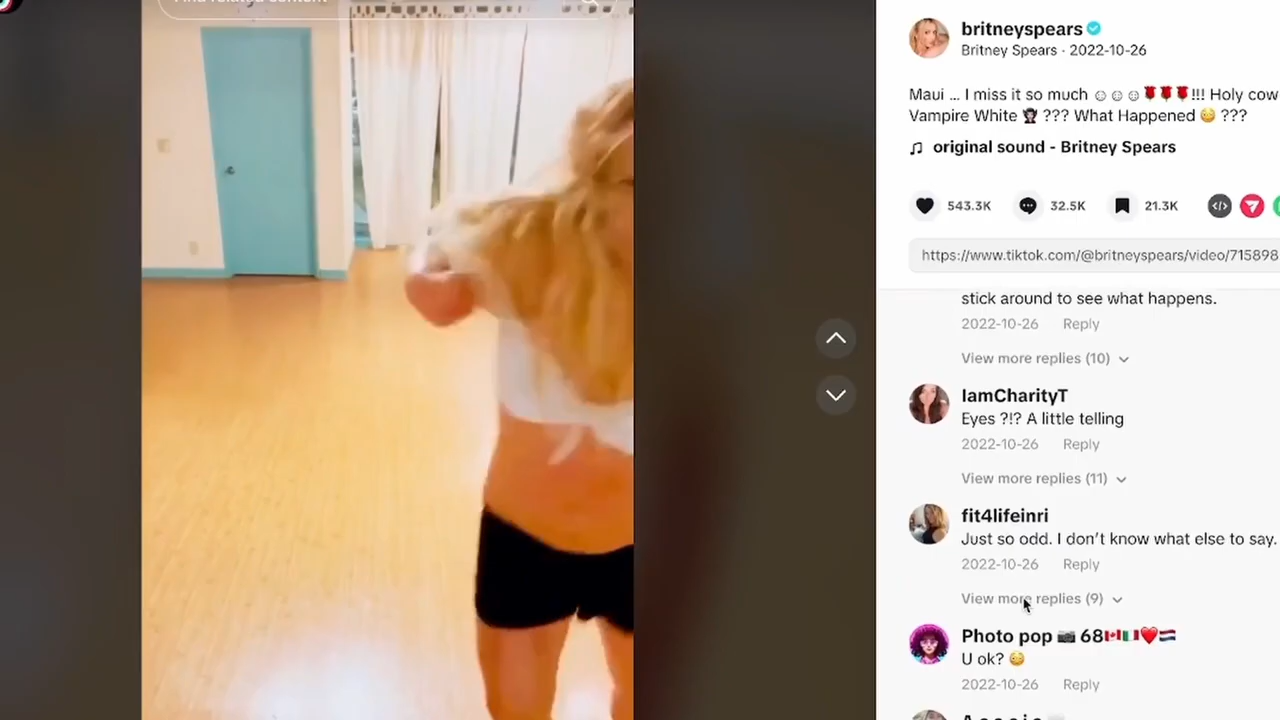 Find related content
britneyspears
Britney Spears · 2022-10-26
Maui ... I miss it so much ☺☺☺🌹🌹🌹!!! Holy cow
Vampire White 🧛🏻‍♀️ ??? What Happened 😳 ???
original sound - Britney Spears
543.3K 32.5K 21.3K
https://www.tiktok.com/@britneyspears/video/715898
stick around to see what happens.
2022-10-26 Reply
View more replies (10)
IamCharityT
Eyes ?!? A little telling
2022-10-26 Reply
View more replies (11)
fit4lifeinri
Just so odd. I don't know what else to say.
2022-10-26 Reply
View more replies (9)
Photo pop 📷 68🇨🇦🇮🇹❤️🇭🇷
U ok? 😳
2022-10-26 Reply